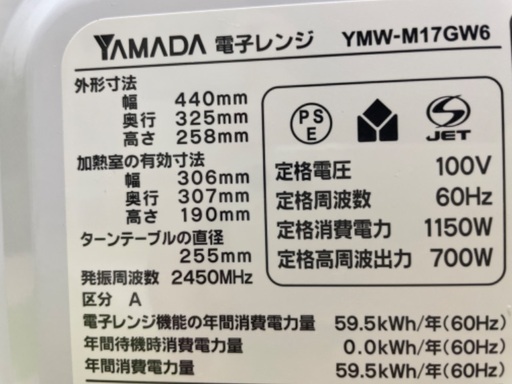 YAMADA 電子レンジ YMW-M17GW6
外形寸法
幅 440mm
奥行 325mm
高さ 258mm
加熱室の有効寸法
幅 306mm
奥行 307mm
高さ 190mm
ターンテーブルの直径
255mm
発振周波数 2450MHz
区分 A
PS
E
S
JET
定格電圧 100V
定格周波数 60Hz
定格消費電力 1150W
定格高周波出力 700W
電子レンジ機能の年間消費電力量 59.5kWh/年(60Hz)
年間待機時消費電力量 0.0kWh/年(60Hz)
年間消費電力量 59.5kWh/年(60Hz)